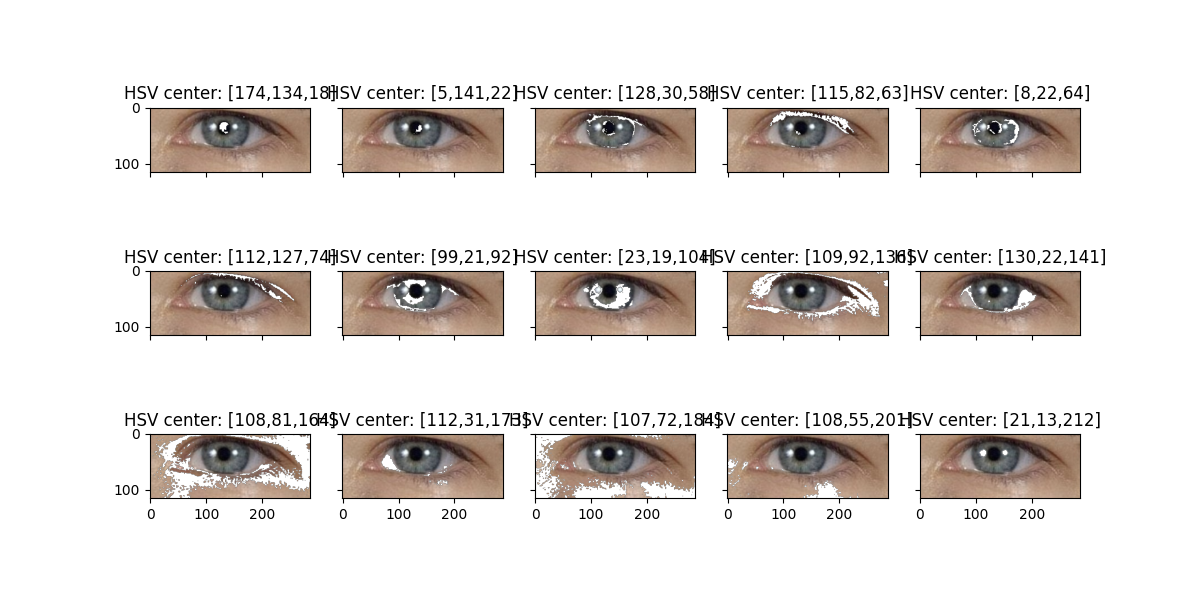 HSV center: [174,134,18] HSV center: [5,141,22] HSV center: [128,30,58] HSV center: [115,82,63] HSV center: [8,22,64]
0
100
HSV center: [112,127,74] HSV center: [99,21,92] HSV center: [23,19,104] HSV center: [109,92,136] HSV center: [130,22,141]
0
100
HSV center: [108,81,164] HSV center: [112,31,173] HSV center: [107,72,184] HSV center: [108,55,201] HSV center: [21,13,212]
0
100
0 100 200 0 100 200 0 100 200 0 100 200 0 100 200